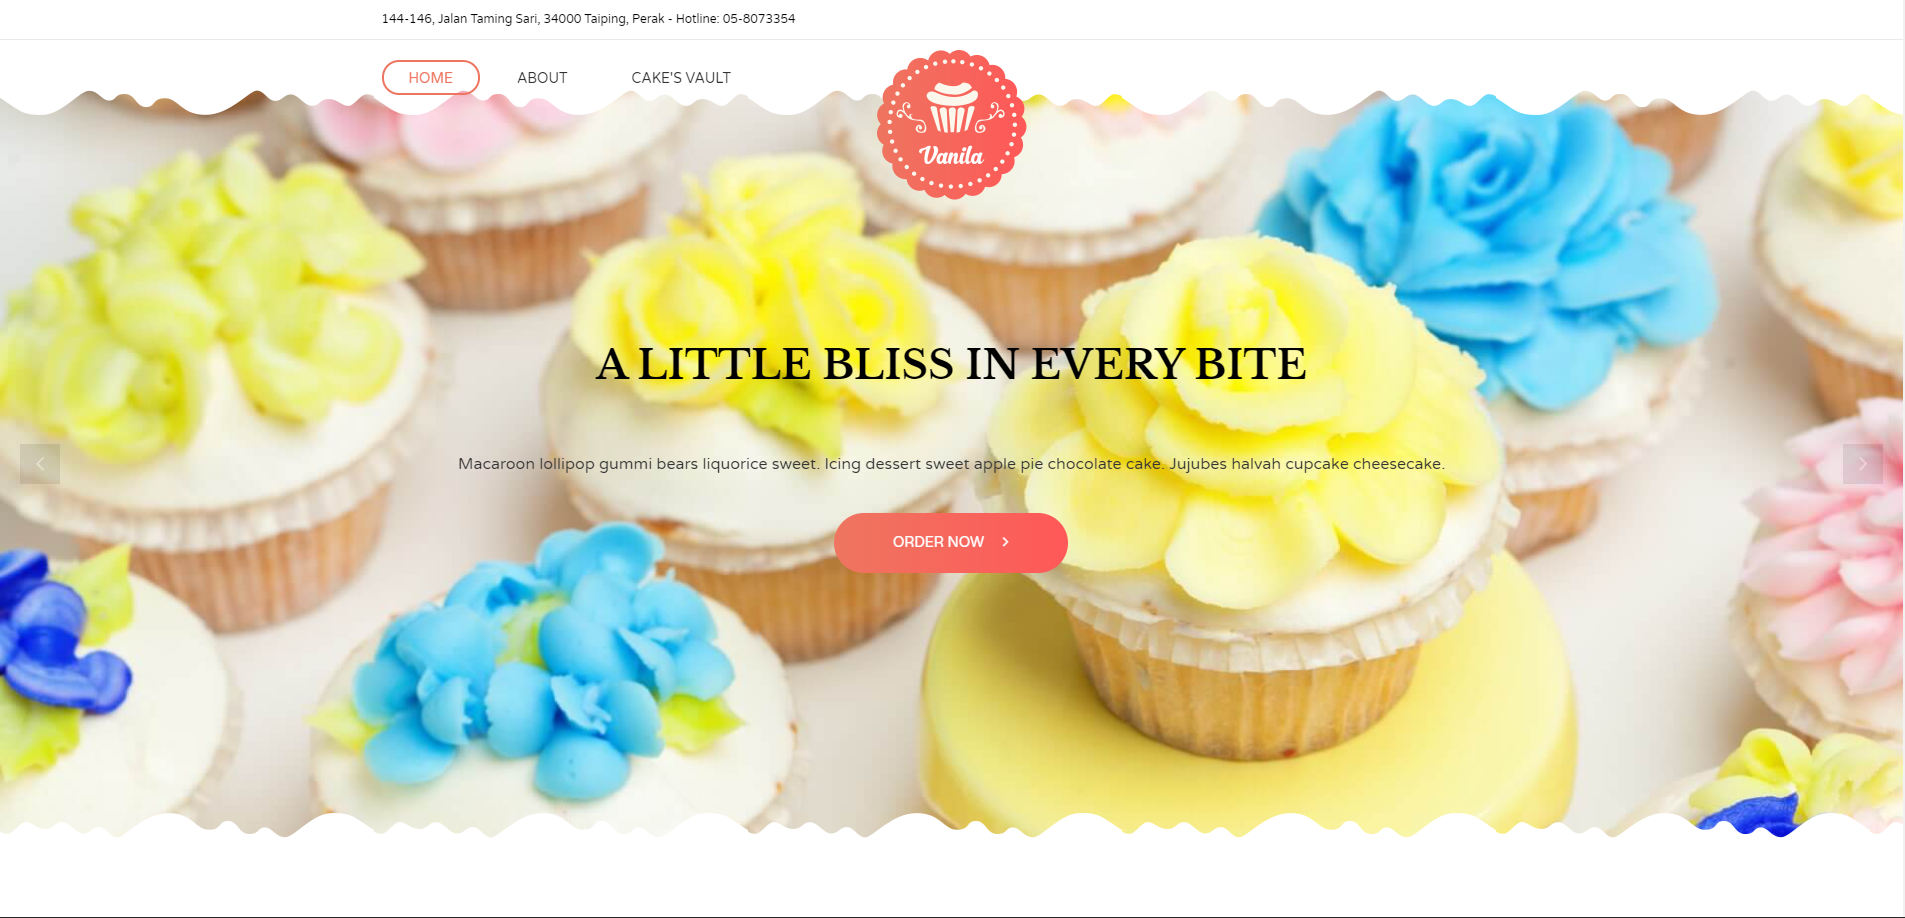 144-146, Jalan Taming Sari, 34000 Taiping, Perak - Hotline: 05-8073354
HOME ABOUT CAKE'S VAULT
Vanila
A LITTLE BLISS IN EVERY BITE
Macaroon lollipop gummi bears liquorice sweet. Icing dessert sweet apple pie chocolate cake. Jujubes halvah cupcake cheesecake.
ORDER NOW